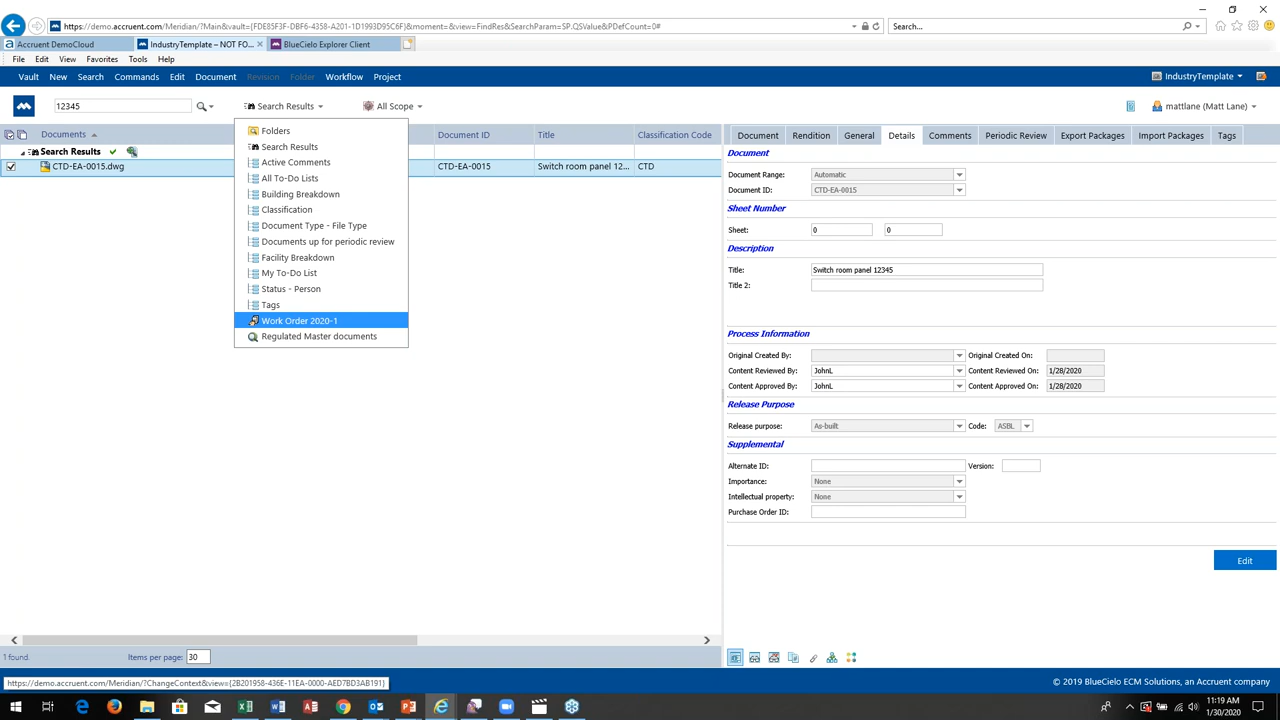 https://demo.accruent.com/Meridian/?Main&vault={FDE85F3F-DBF6-4358-A201-1D1993D95C6F}&moment=&view=FindRes&SearchParam=SP.QSValue&PDefCount=0#
Search...
Accruent DemoCloud
IndustryTemplate – NOT FO...
BlueCielo Explorer Client
File Edit View Favorites Tools Help
Vault New Search Commands Edit Document Revision Folder Workflow Project
IndustryTemplate
12345
Search Results
All Scope
mattlane (Matt Lane)
Documents
Document ID
Title
Classification Code
Search Results
CTD-EA-0015.dwg
CTD-EA-0015
Switch room panel 12...
CTD
Folders
Search Results
Active Comments
All To-Do Lists
Building Breakdown
Classification
Document Type - File Type
Documents up for periodic review
Facility Breakdown
My To-Do List
Status - Person
Tags
Work Order 2020-1
Regulated Master documents
Document Rendition General Details Comments Periodic Review Export Packages Import Packages Tags
Document
Document Range: Automatic
Document ID: CTD-EA-0015
Sheet Number
Sheet: 0 0
Description
Title: Switch room panel 12345
Title 2:
Process Information
Original Created By: Original Created On:
Content Reviewed By: JohnL Content Reviewed On: 1/28/2020
Content Approved By: JohnL Content Approved On: 1/28/2020
Release Purpose
Release purpose: As-built Code: ASBL
Supplemental
Alternate ID: Version:
Importance: None
Intellectual property: None
Purchase Order ID:
Edit
1 found.
Items per page: 30
https://demo.accruent.com/Meridian/?ChangeContext&view={2B201958-436E-11EA-0000-AED7BD3AB191}
© 2019 BlueCielo ECM Solutions, an Accruent company
11:19 AM
1/30/2020